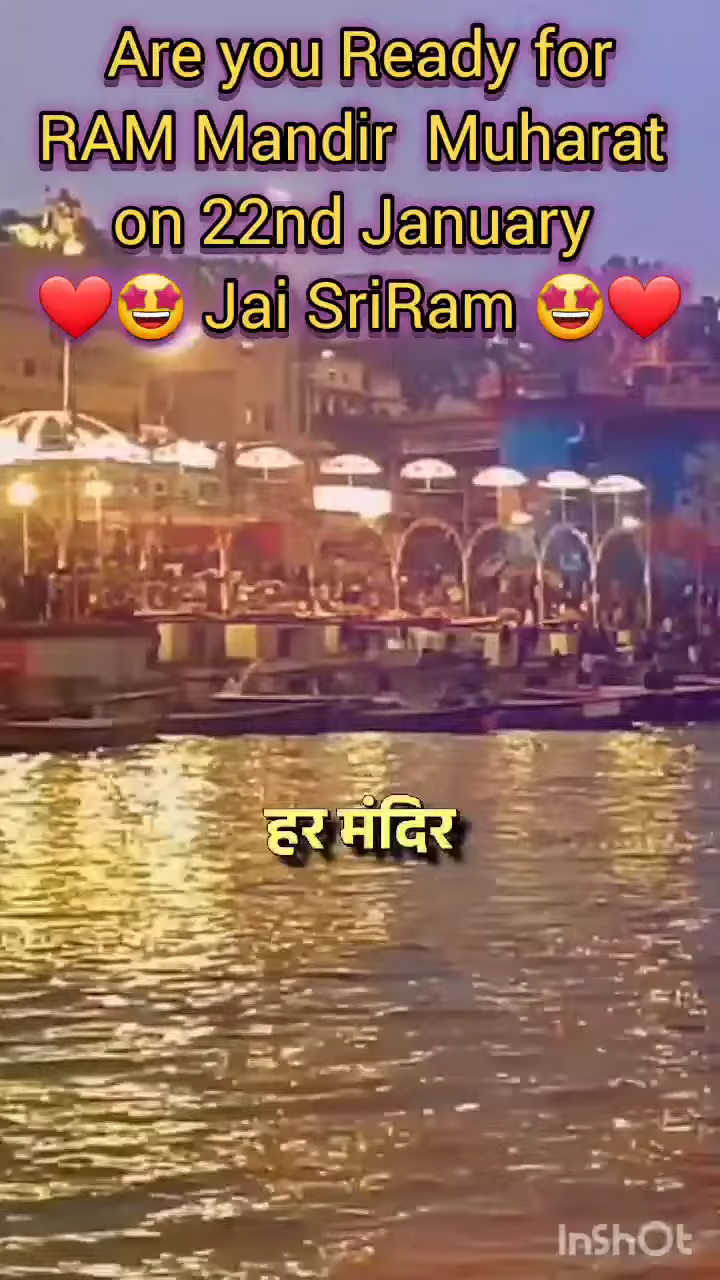 Are you Ready for
RAM Mandir Muharat
on 22nd January
❤️🤩 Jai SriRam 🤩❤️
हर मंदिर
InShOt